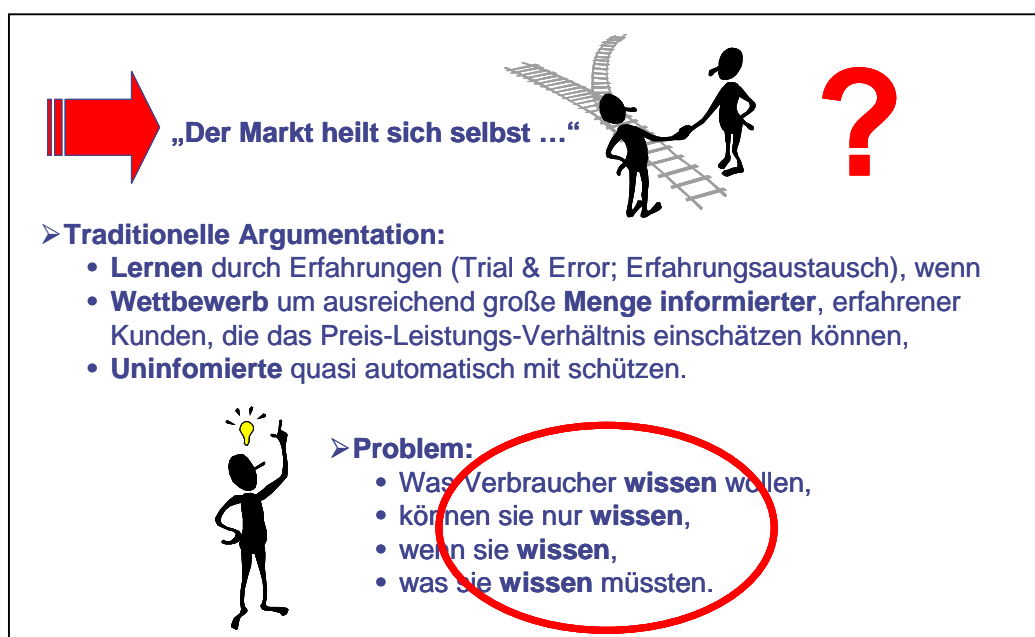 „Der Markt heilt sich selbst …“
?
➢Traditionelle Argumentation:
• Lernen durch Erfahrungen (Trial & Error; Erfahrungsaustausch), wenn
• Wettbewerb um ausreichend große Menge informierter, erfahrener
Kunden, die das Preis-Leistungs-Verhältnis einschätzen können,
• Uninfomierte quasi automatisch mit schützen.
➢Problem:
• Was Verbraucher wissen wollen,
• können sie nur wissen,
• wenn sie wissen,
• was sie wissen müssten.